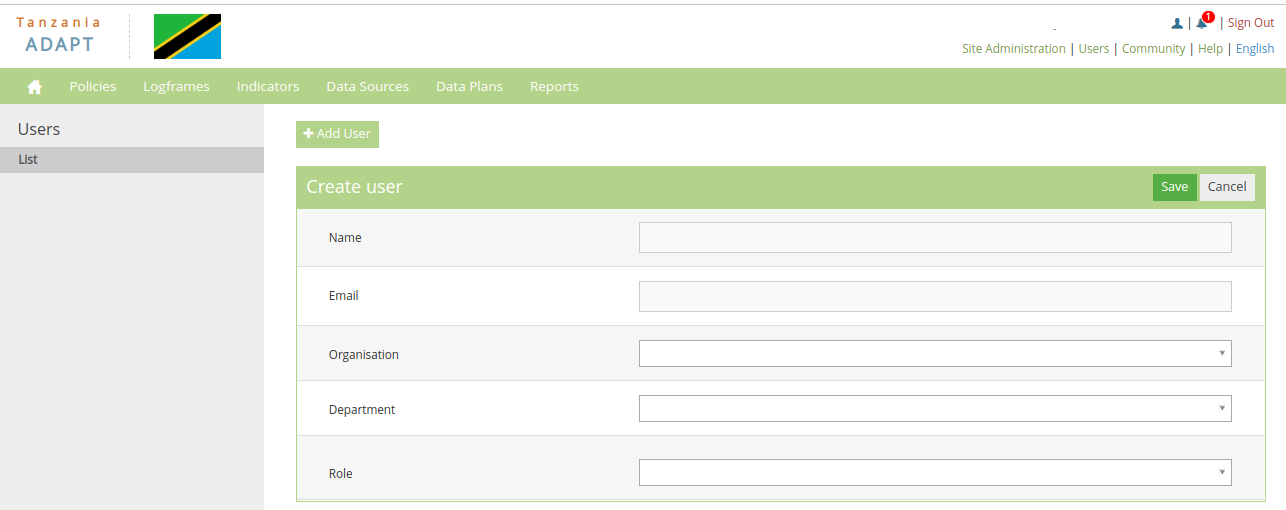 Tanzania
ADAPT
1
| | Sign Out
Site Administration | Users | Community | Help | English
Policies Logframes Indicators Data Sources Data Plans Reports
Users
List
Add User
Create user
Save Cancel
Name
Email
Organisation
Department
Role